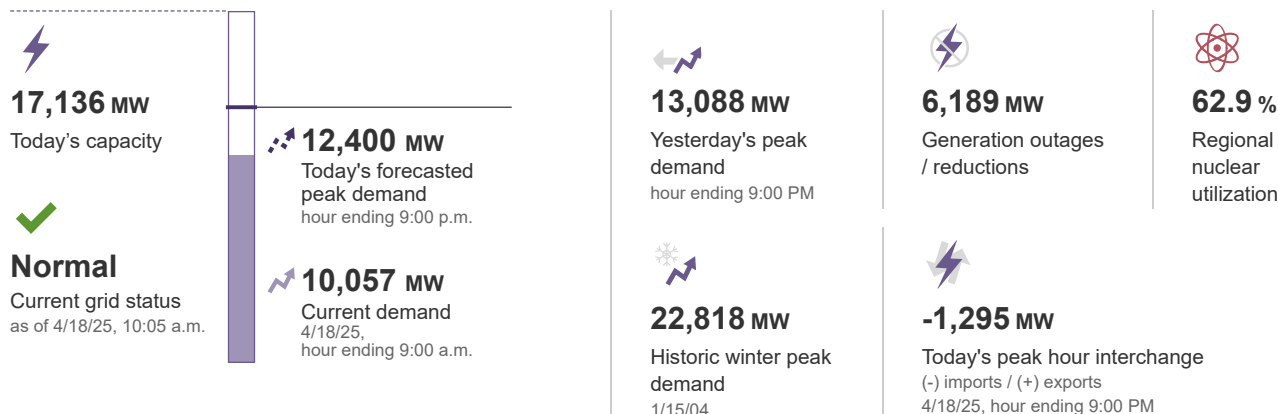 17,136 MW
Today's capacity
Normal
Current grid status
as of 4/18/25, 10:05 a.m.
12,400 MW
Today's forecasted
peak demand
hour ending 9:00 p.m.
10,057 MW
Current demand
4/18/25,
hour ending 9:00 a.m.
13,088 MW
Yesterday's peak
demand
hour ending 9:00 PM
6,189 MW
Generation outages
/ reductions
62.9 %
Regional
nuclear
utilization
22,818 MW
Historic winter peak
demand
1/15/04
-1,295 MW
Today's peak hour interchange
(-) imports / (+) exports
4/18/25, hour ending 9:00 PM